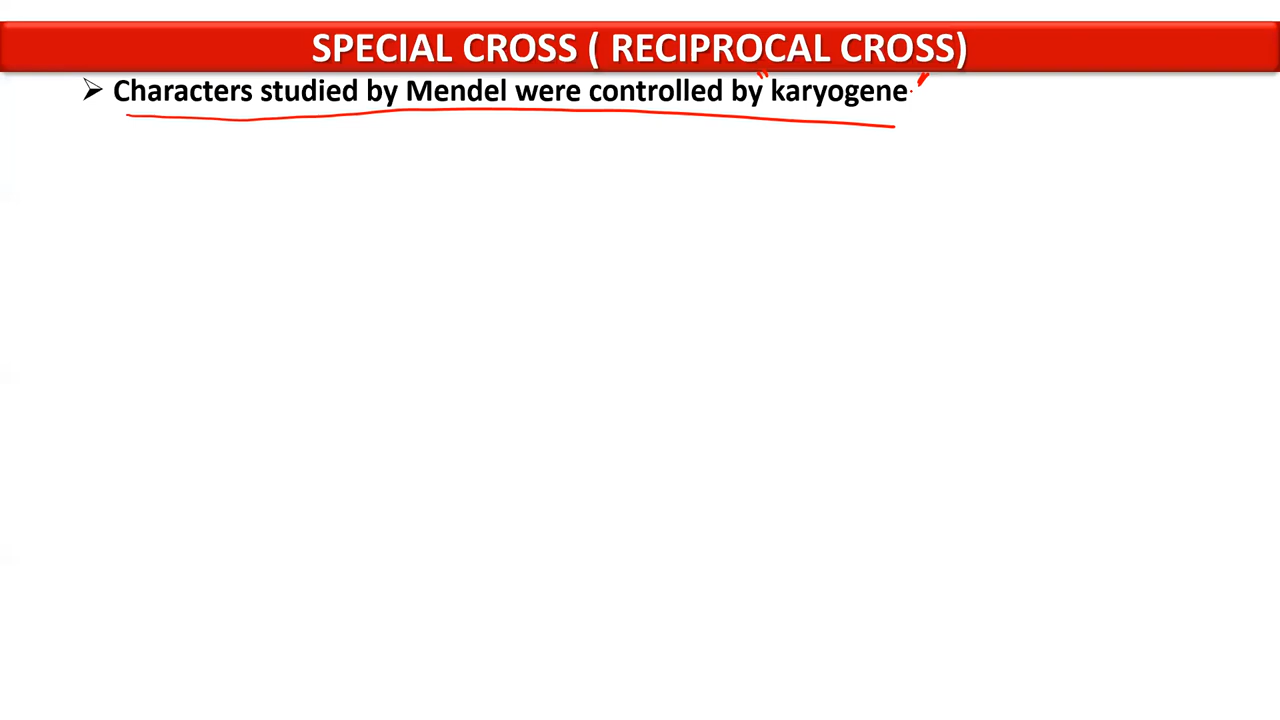 SPECIAL CROSS ( RECIPROCAL CROSS)
➢ Characters studied by Mendel were controlled by "karyogene"